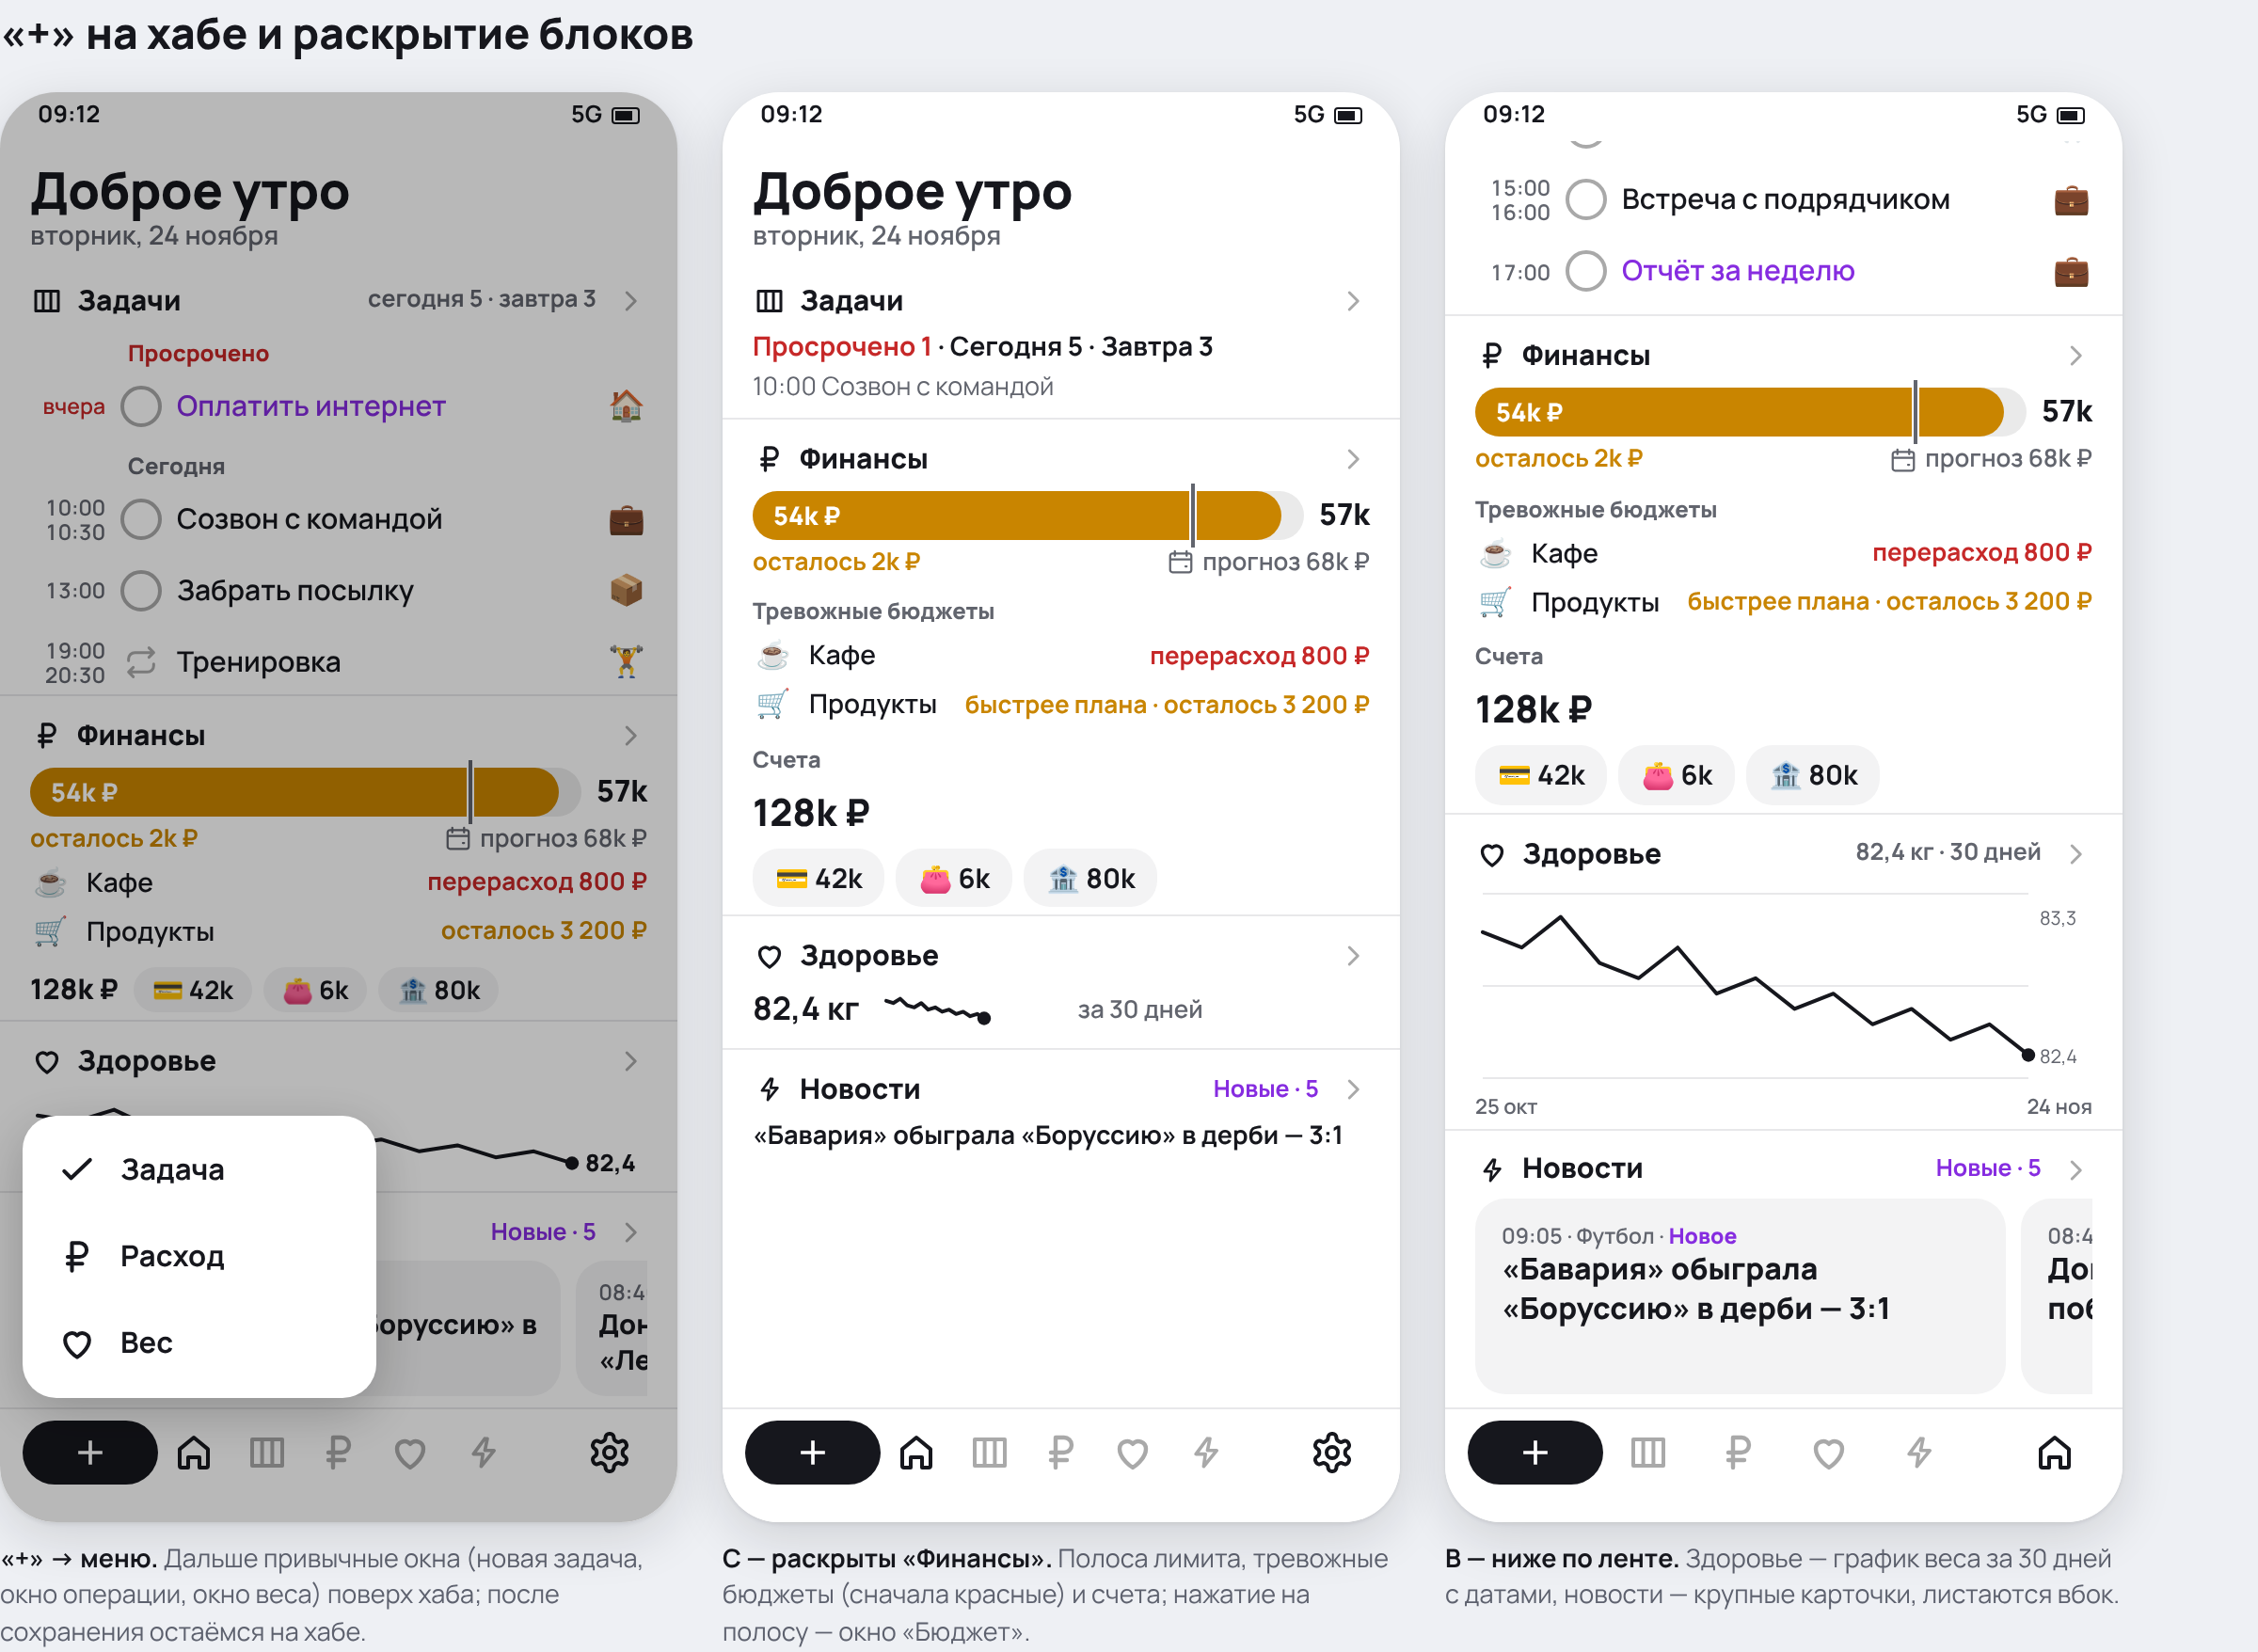 «+» на хабе и раскрытие блоков
09:12
5G
Доброе утро
вторник, 24 ноября
Задачи
сегодня 5 · завтра 3
Просрочено
вчера
Оплатить интернет
Сегодня
10:00
10:30
Созвон с командой
13:00
Забрать посылку
19:00
20:30
Тренировка
Финансы
54k ₽
57k
осталось 2k ₽
прогноз 68k ₽
Кафе
перерасход 800 ₽
Продукты
осталось 3 200 ₽
128k ₽
42k
6k
80k
Здоровье
82,4
Задача
Расход
Вес
Новые · 5
в
08:4
«+» → меню. Дальше привычные окна (новая задача,
окно операции, окно веса) поверх хаба; после
сохранения остаёмся на хабе.
09:12
5G
Доброе утро
вторник, 24 ноября
Задачи
Просрочено 1 · Сегодня 5 · Завтра 3
10:00 Созвон с командой
Финансы
54k ₽
57k
осталось 2k ₽
прогноз 68k ₽
Тревожные бюджеты
Кафе
перерасход 800 ₽
Продукты
быстрее плана · осталось 3 200 ₽
Счета
128k ₽
42k
6k
80k
Здоровье
82,4 кг
за 30 дней
Новости
Новые · 5
«Бавария» обыграла «Боруссию» в дерби — 3:1
C — раскрыты «Финансы». Полоса лимита, тревожные
бюджеты (сначала красные) и счета; нажатие на
полосу — окно «Бюджет».
09:12
5G
15:00
16:00
Встреча с подрядчиком
17:00
Отчёт за неделю
Финансы
54k ₽
57k
осталось 2k ₽
прогноз 68k ₽
Тревожные бюджеты
Кафе
перерасход 800 ₽
Продукты
быстрее плана · осталось 3 200 ₽
Счета
128k ₽
42k
6k
80k
Здоровье
82,4 кг · 30 дней
83,3
82,4
25 окт
24 ноя
Новости
Новые · 5
09:05 · Футбол · Новое
«Бавария» обыграла
«Боруссию» в дерби — 3:1
08:4
B — ниже по ленте. Здоровье — график веса за 30 дней
с датами, новости — крупные карточки, листаются вбок.